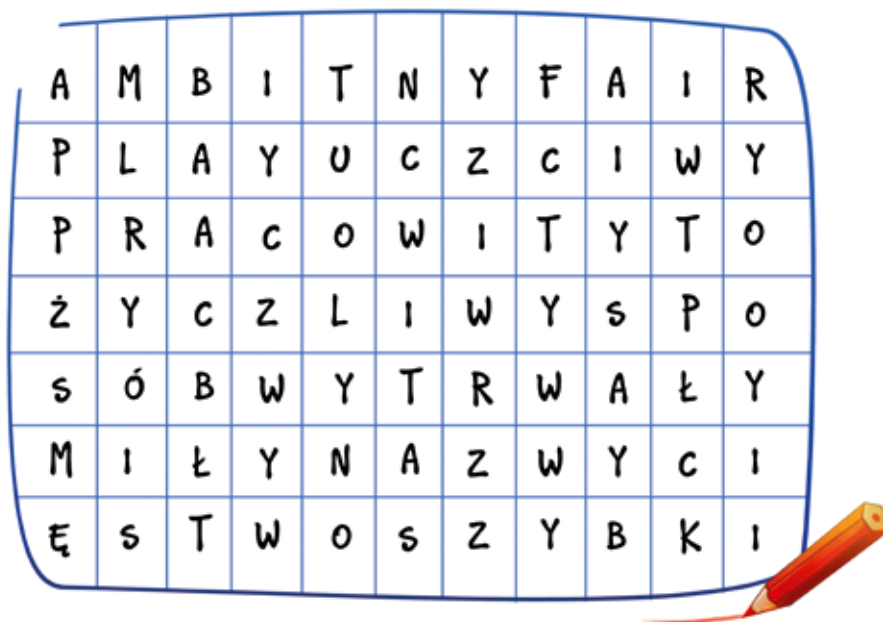 A M B I T N Y F A I R
P L A Y U C Z C I W Y
P R A C O W I T Y T O
Ż Y C Z L I W Y S P O
S Ó B W Y T R W A Ł Y
M I Ł Y N A Z W Y C I
Ę S T W O S Z Y B K I